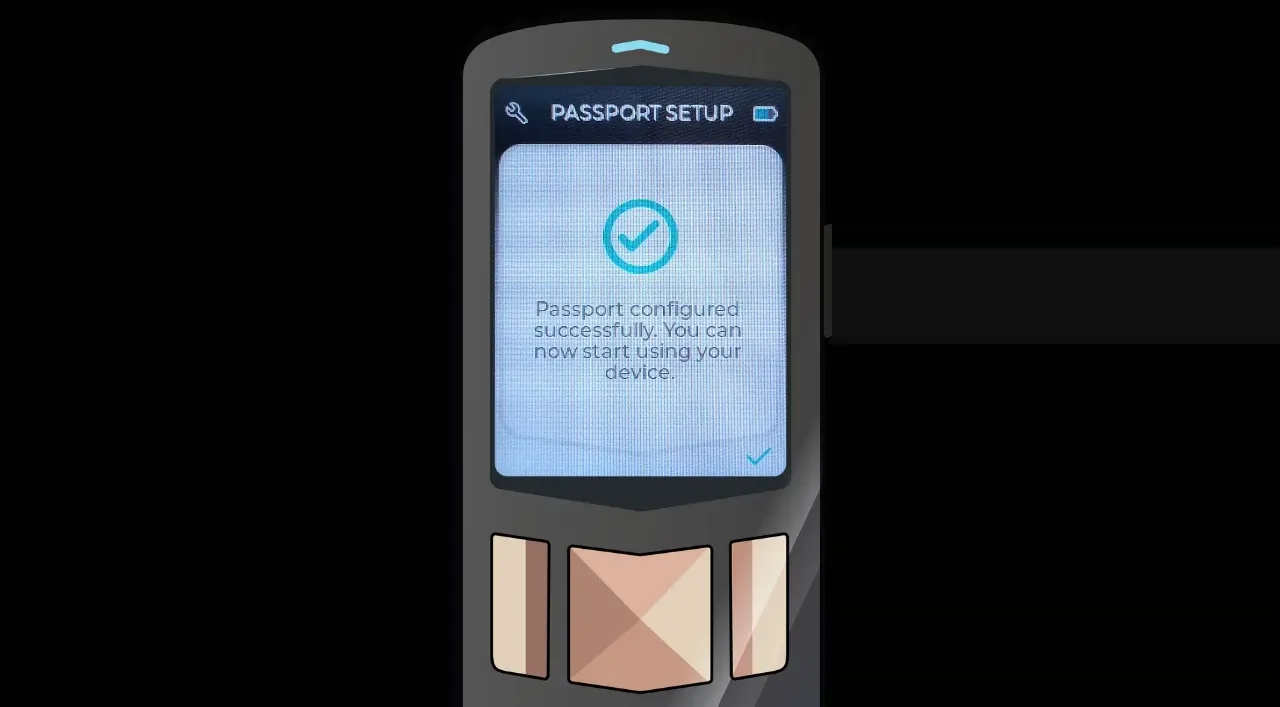 PASSPORT SETUP
Passport configured
successfully. You can
now start using your
device.